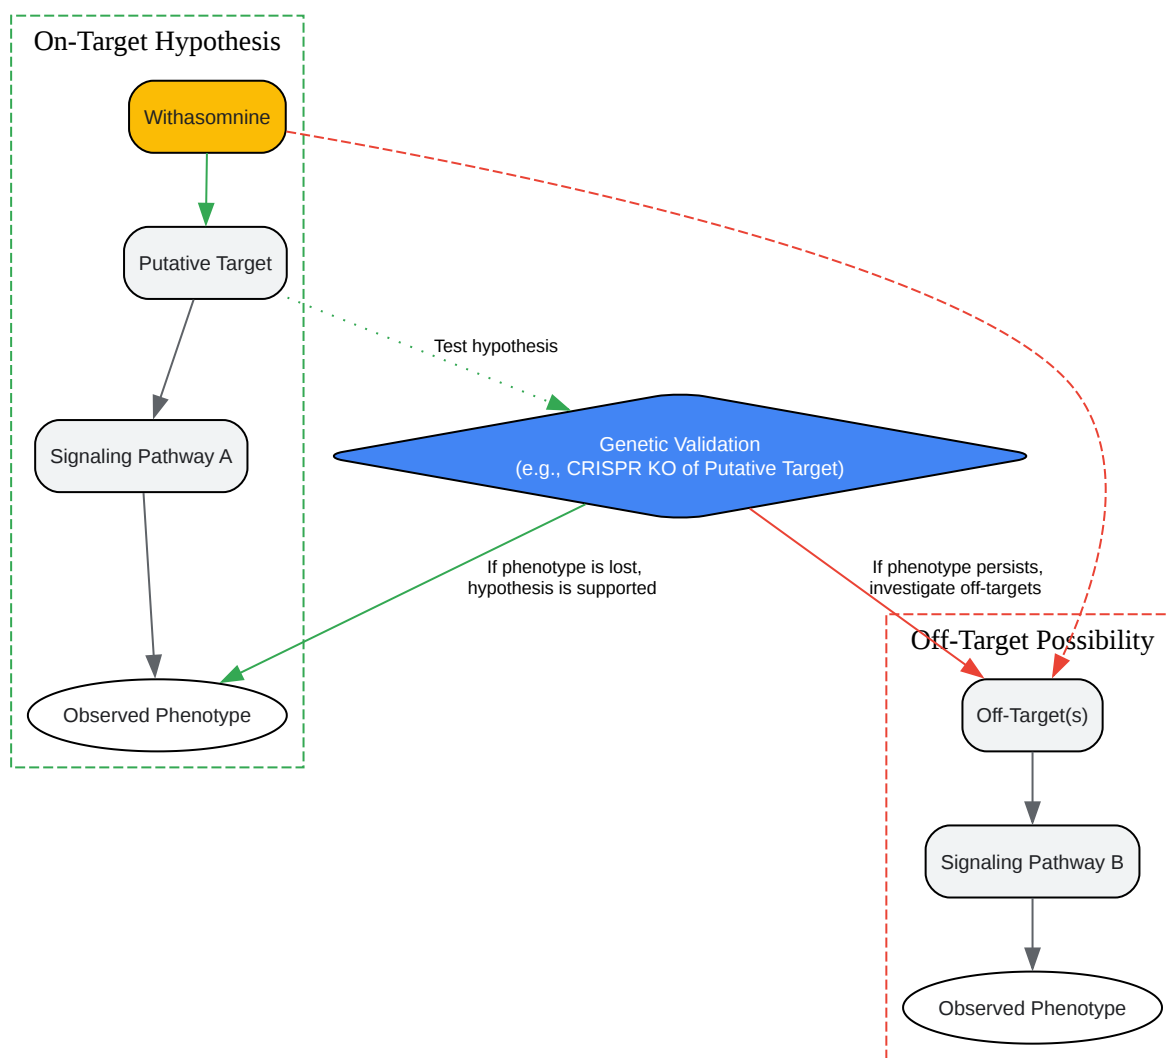 On-Target Hypothesis
Withasomnine
Putative Target
Test hypothesis
Signaling Pathway A
Genetic Validation
(e.g., CRISPR KO of Putative Target)
If phenotype is lost,
hypothesis is supported
If phenotype persists,
investigate off-targets
Observed Phenotype
Off-Target Possibility
Off-Target(s)
Signaling Pathway B
Observed Phenotype